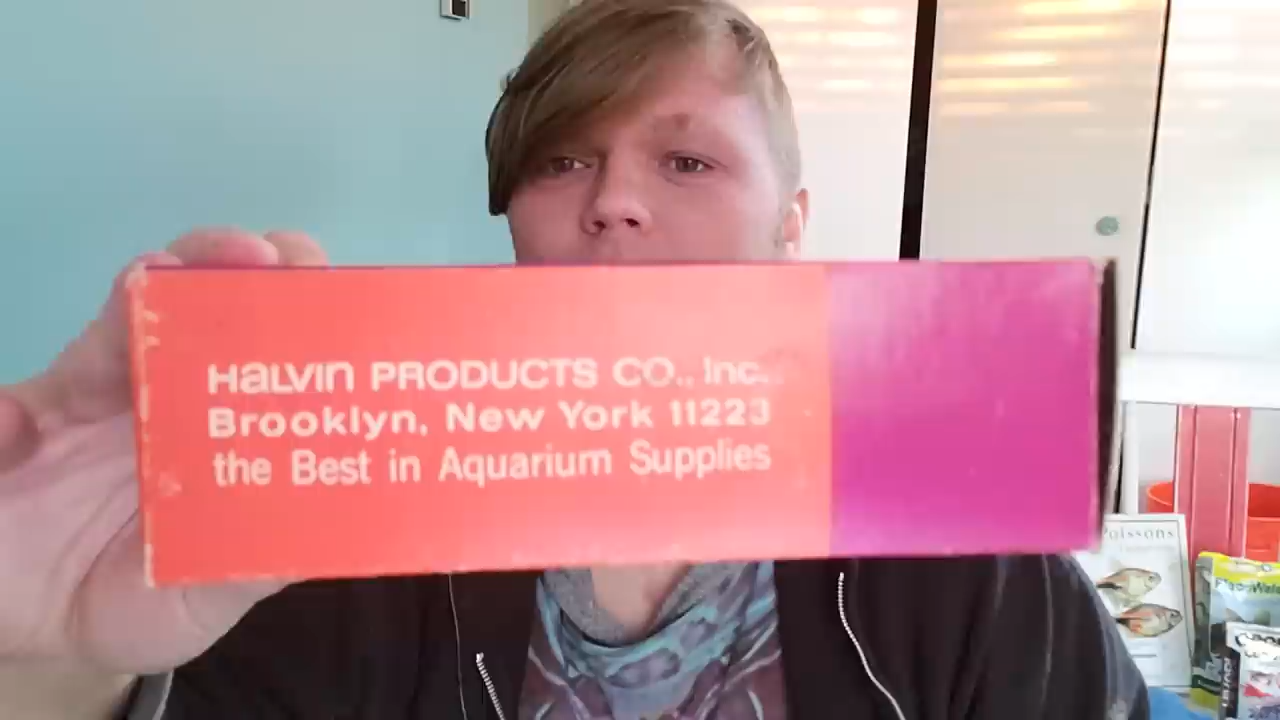 HaLVIn PRODUCTS CO., Inc.
Brooklyn, New York 11223
the Best in Aquarium Supplies
Poissons